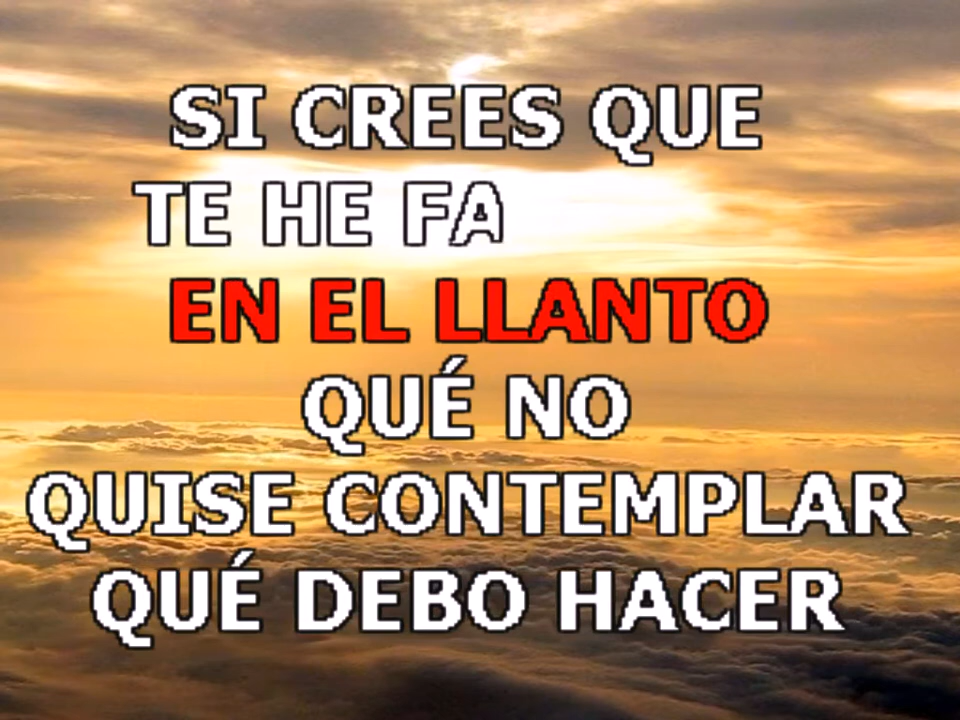 SI CREES QUE
TE HE FA
EN EL LLANTO
QUÉ NO
QUISE CONTEMPLAR
QUÉ DEBO HACER